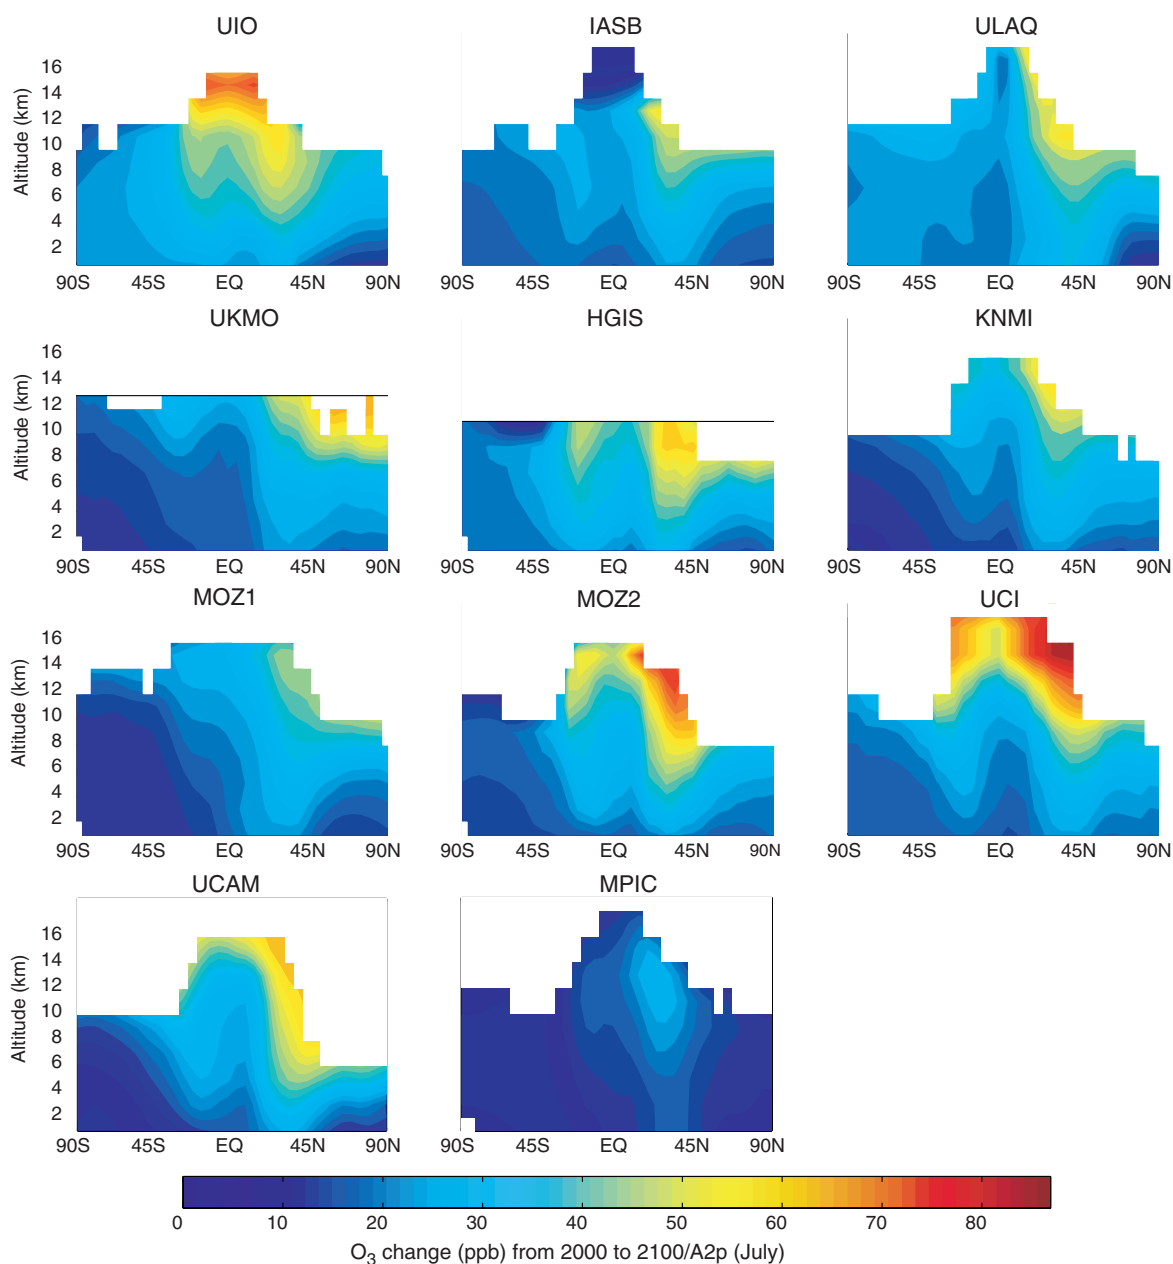 UIO IASB ULAQ
Altitude (km)
16
14
12
10
8
6
4
2
90S 45S EQ 45N 90N 90S 45S EQ 45N 90N 90S 45S EQ 45N 90N
UKMO HGIS KNMI
Altitude (km)
16
14
12
10
8
6
4
2
90S 45S EQ 45N 90N 90S 45S EQ 45N 90N 90S 45S EQ 45N 90N
MOZ1 MOZ2 UCI
Altitude (km)
16
14
12
10
8
6
4
2
90S 45S EQ 45N 90N 90S 45S EQ 45N 90N 90S 45S EQ 45N 90N
UCAM MPIC
Altitude (km)
16
14
12
10
8
6
4
2
90S 45S EQ 45N 90N 90S 45S EQ 45N 90N
0 10 20 30 40 50 60 70 80
O₃ change (ppb) from 2000 to 2100/A2p (July)